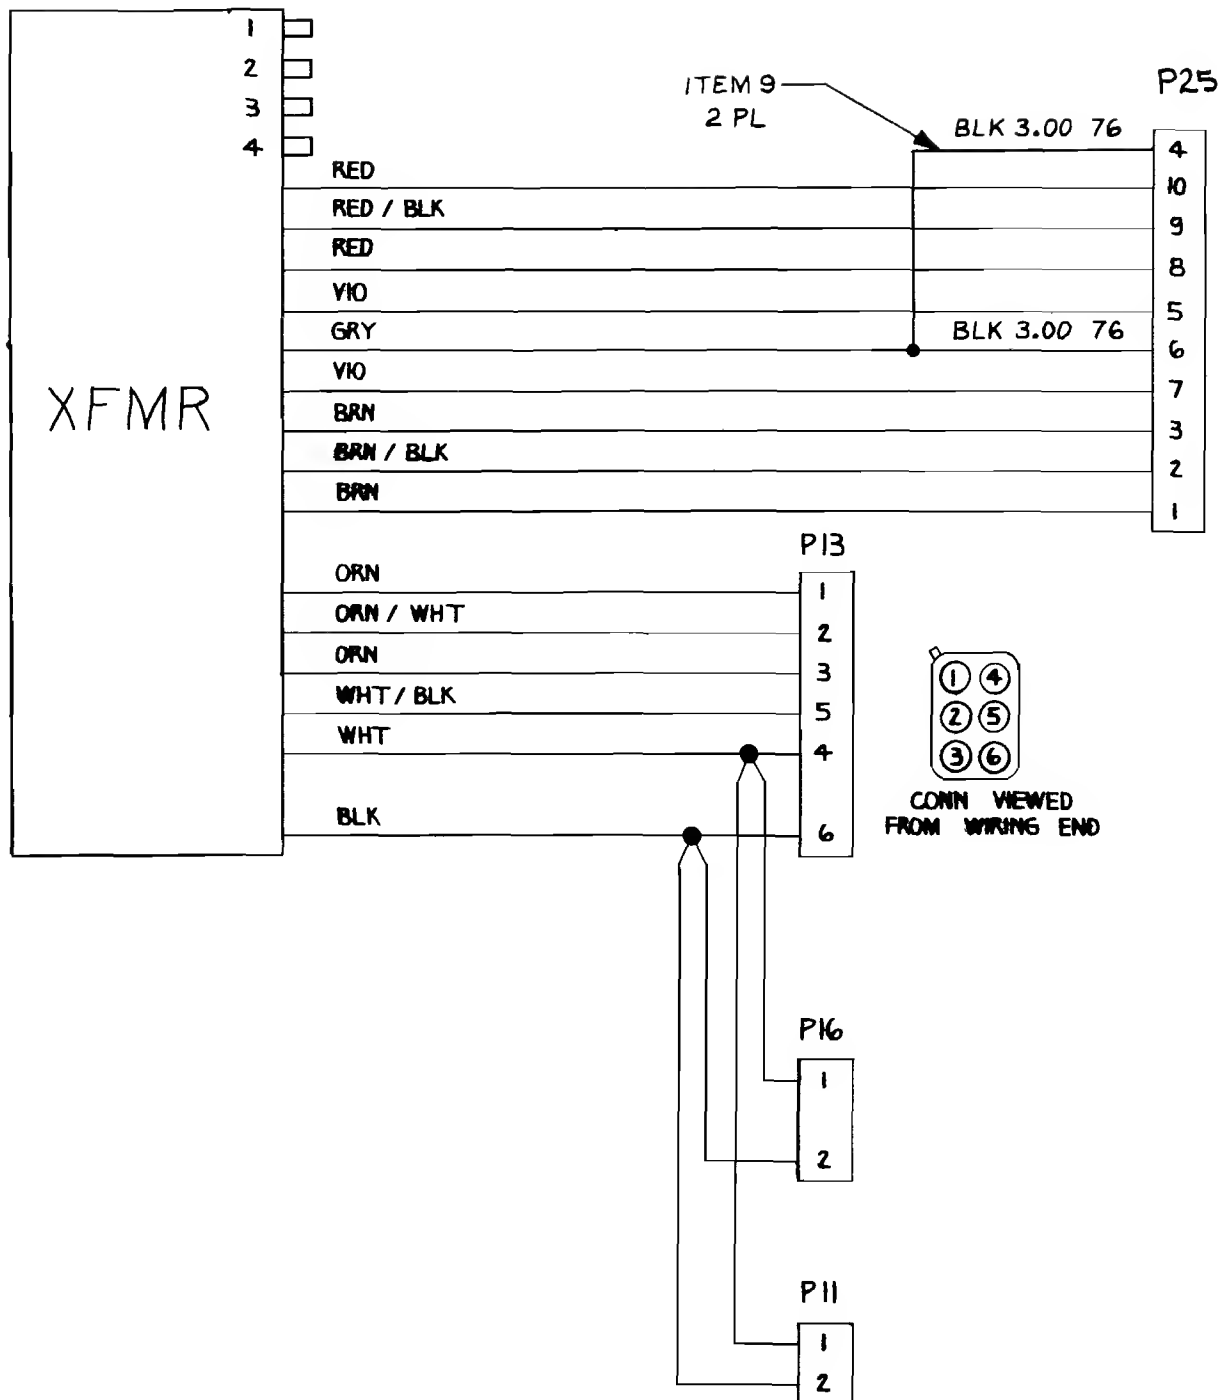 1
2
3
4
XFMR
RED
RED / BLK
RED
VIO
GRY
VIO
BRN
BRN / BLK
BRN
ORN
ORN / WHT
ORN
WHT / BLK
WHT
BLK
ITEM 9
2 PL
BLK 3.00 76
BLK 3.00 76
P25
4
10
9
8
5
6
7
3
2
1
P13
1
2
3
5
4
6
1 4
2 5
3 6
CONN VIEWED
FROM WIRING END
P16
1
2
P11
1
2